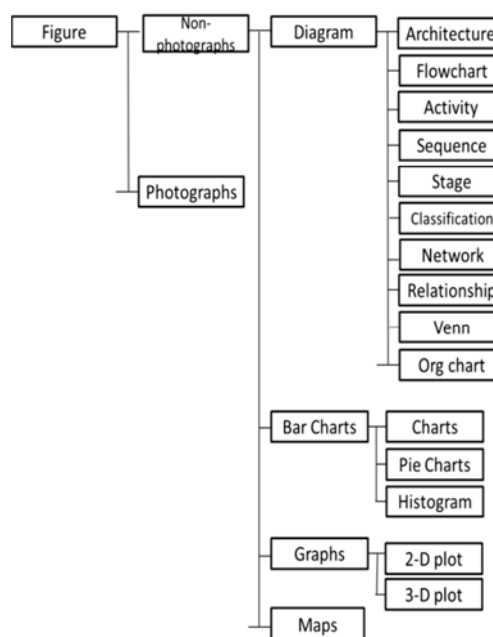 Figure
Non-
photographs
Diagram
Architecture
Flowchart
Activity
Sequence
Stage
Classification
Network
Relationship
Venn
Org chart
Photographs
Bar Charts
Charts
Pie Charts
Histogram
Graphs
2-D plot
3-D plot
Maps